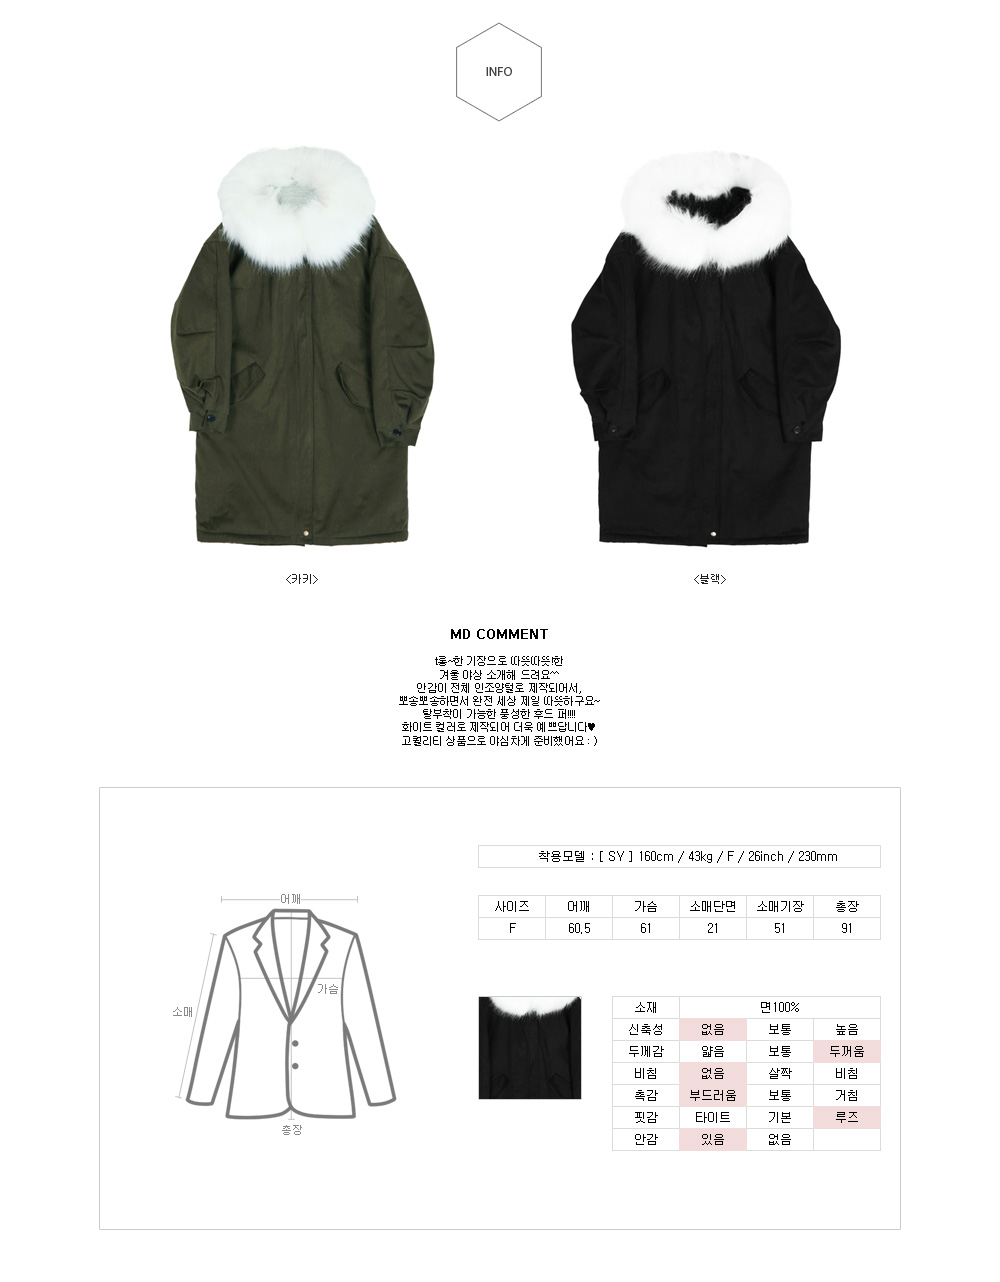 INFO
<카키>
<블랙>
MD COMMENT
t롱~한 기장으로 따뜻따뜻!한
겨울 야상 소개해 드려요^^
안감이 전체 인조양털로 제작되어서,
뽀송뽀송하면서 완전 세상 제일 따뜻하구요~
탈부착이 가능한 풍성한 후드 퍼!!!!
화이트 컬러로 제작되어 더욱 예쁘답니다♥
고퀄리티 상품으로 야심차게 준비했어요 : )
착용모델 : [ SY ] 160cm / 43kg / F / 26inch / 230mm
사이즈 어깨 가슴 소매단면 소매기장 총장
F 60,5 61 21 51 91
어깨
가슴
소매
총장
소재 면100%
신축성 없음 보통 높음
두께감 얇음 보통 두꺼움
비침 없음 살짝 비침
촉감 부드러움 보통 거침
핏감 타이트 기본 루즈
안감 있음 없음